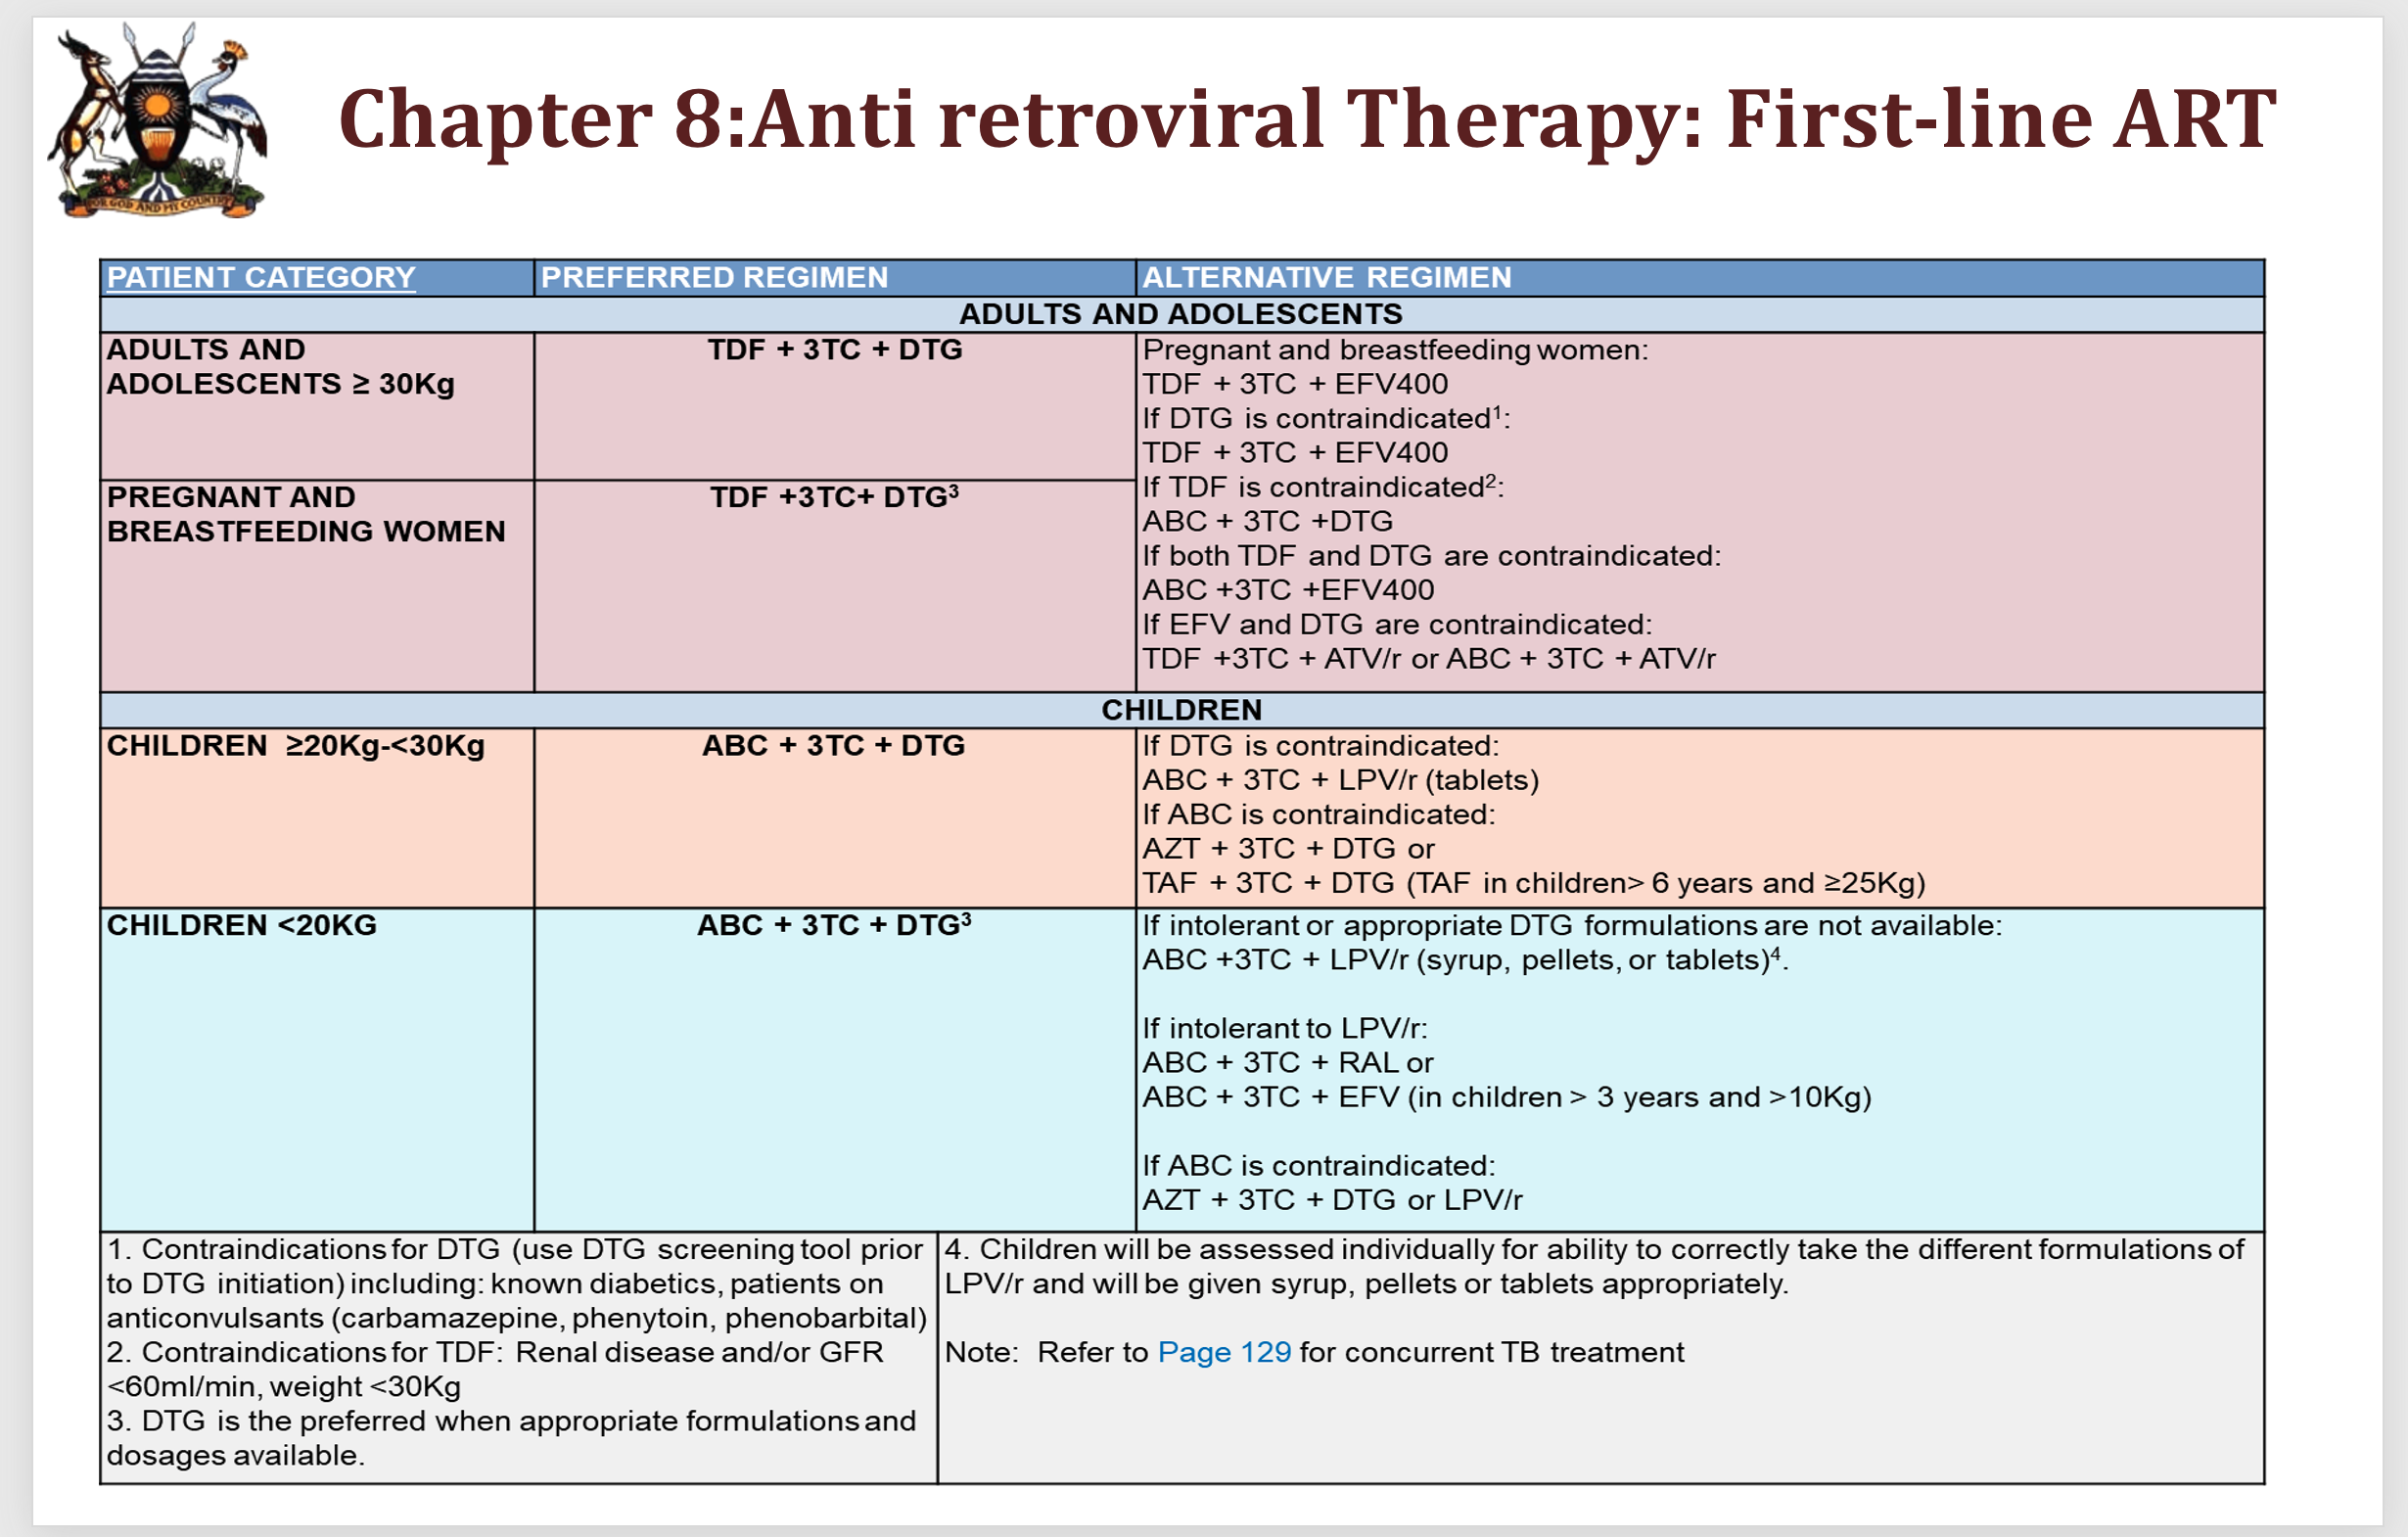 FOR GOD AND MY COUNTRY
Chapter 8:Anti retroviral Therapy: First-line ART
PATIENT CATEGORY
PREFERRED REGIMEN
ALTERNATIVE REGIMEN
ADULTS AND ADOLESCENTS
ADULTS AND
ADOLESCENTS ≥ 30Kg
TDF + 3TC + DTG
PREGNANT AND
BREASTFEEDING WOMEN
TDF +3TC+ DTG³
Pregnant and breastfeeding women:
TDF + 3TC + EFV400
If DTG is contraindicated¹:
TDF + 3TC + EFV400
If TDF is contraindicated²:
ABC + 3TC +DTG
If both TDF and DTG are contraindicated:
ABC +3TC +EFV400
If EFV and DTG are contraindicated:
TDF +3TC + ATV/r or ABC + 3TC + ATV/r
CHILDREN
CHILDREN ≥20Kg-<30Kg
ABC + 3TC + DTG
If DTG is contraindicated:
ABC + 3TC + LPV/r (tablets)
If ABC is contraindicated:
AZT + 3TC + DTG or
TAF + 3TC + DTG (TAF in children> 6 years and ≥25Kg)
CHILDREN <20KG
ABC + 3TC + DTG³
If intolerant or appropriate DTG formulations are not available:
ABC +3TC + LPV/r (syrup, pellets, or tablets)⁴.
If intolerant to LPV/r:
ABC + 3TC + RAL or
ABC + 3TC + EFV (in children > 3 years and >10Kg)
If ABC is contraindicated:
AZT + 3TC + DTG or LPV/r
1. Contraindications for DTG (use DTG screening tool prior
to DTG initiation) including: known diabetics, patients on
anticonvulsants (carbamazepine, phenytoin, phenobarbital)
2. Contraindications for TDF: Renal disease and/or GFR
<60ml/min, weight <30Kg
3. DTG is the preferred when appropriate formulations and
dosages available.
4. Children will be assessed individually for ability to correctly take the different formulations of
LPV/r and will be given syrup, pellets or tablets appropriately.
Note: Refer to Page 129 for concurrent TB treatment